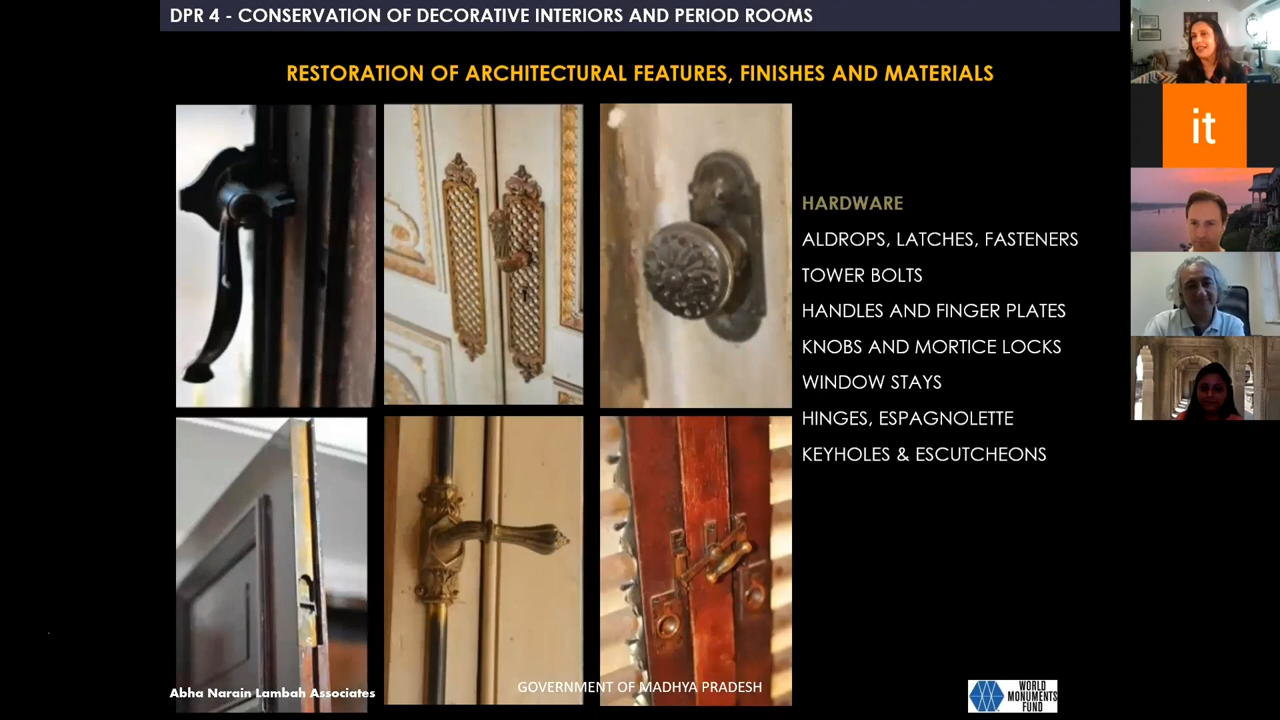 DPR 4 - CONSERVATION OF DECORATIVE INTERIORS AND PERIOD ROOMS
RESTORATION OF ARCHITECTURAL FEATURES, FINISHES AND MATERIALS
HARDWARE
ALDROPS, LATCHES, FASTENERS
TOWER BOLTS
HANDLES AND FINGER PLATES
KNOBS AND MORTICE LOCKS
WINDOW STAYS
HINGES, ESPAGNOLETTE
KEYHOLES & ESCUTCHEONS
it
Abha Narain Lambah Associates
GOVERNMENT OF MADHYA PRADESH
WORLD
MONUMENTS
FUND